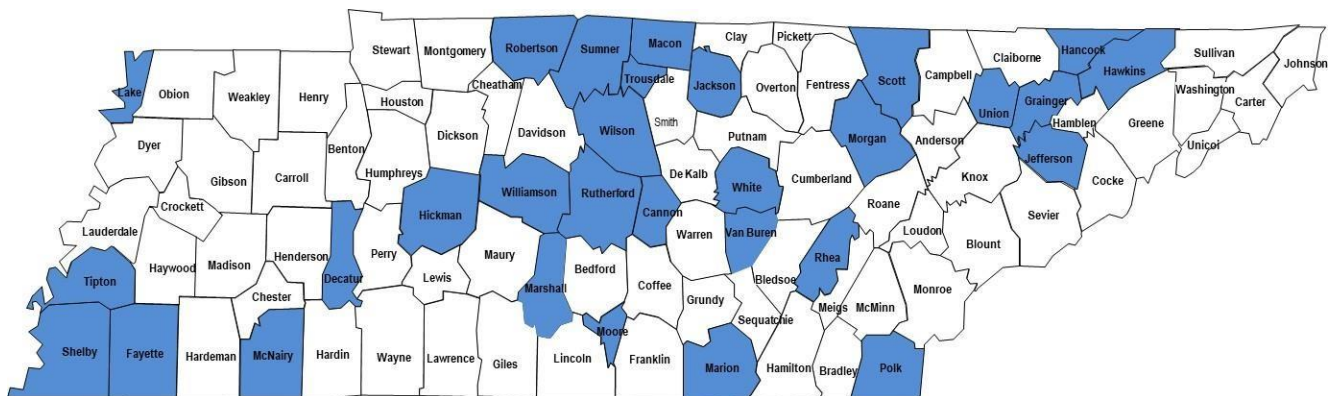 Stewart
Montgomery
Robertson
Sumner
Macon
Clay
Pickett
Claiborne
Hancock
Hawkins
Sullivan
Johnson
Lake
Obion
Weakley
Henry
Houston
Cheatham
Trousdale
Jackson
Overton
Fentress
Scott
Campbell
Union
Grainger
Hamblen
Greene
Washington
Carter
Unicoi
Dyer
Gibson
Carroll
Benton
Humphreys
Dickson
Davidson
Wilson
Smith
Putnam
Morgan
Anderson
Knox
Jefferson
Cocke
Lauderdale
Crockett
Haywood
Madison
Henderson
Decatur
Perry
Hickman
Williamson
Rutherford
Cannon
De Kalb
White
Cumberland
Roane
Loudon
Blount
Sevier
Tipton
Chester
Lewis
Maury
Marshall
Bedford
Coffee
Warren
Van Buren
Bledsoe
Rhea
Meigs
McMinn
Monroe
Shelby
Fayette
Hardeman
McNairy
Hardin
Wayne
Lawrence
Giles
Lincoln
Moore
Franklin
Grundy
Sequatchie
Marion
Hamilton
Bradley
Polk